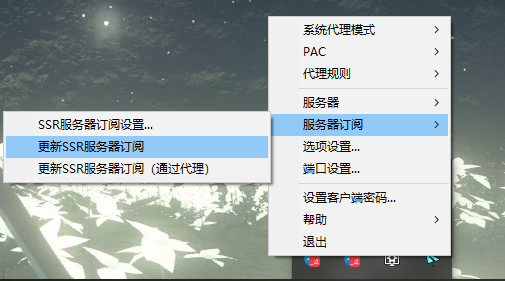 系统代理模式
PAC
代理规则
服务器
服务器订阅
选项设置...
端口设置...
设置客户端密码...
帮助
退出
SSR服务器订阅设置...
更新SSR服务器订阅
更新SSR服务器订阅（通过代理）